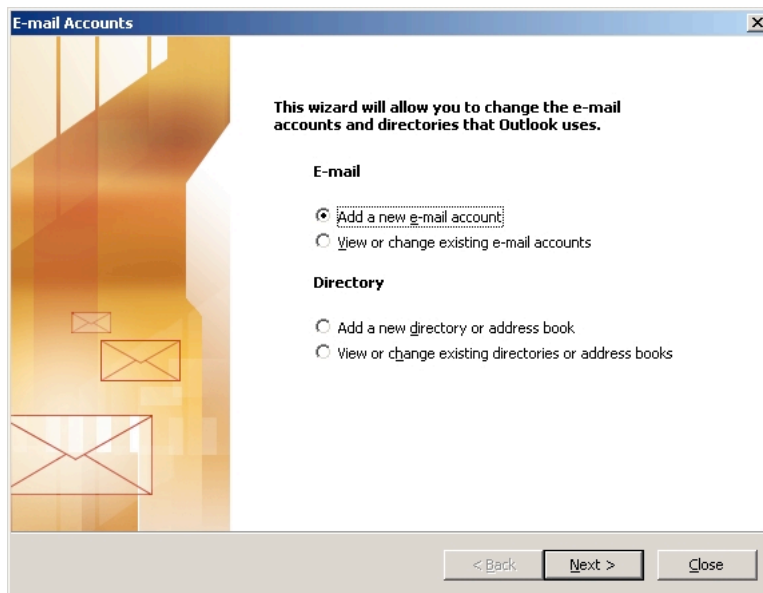 E-mail Accounts
This wizard will allow you to change the e-mail
accounts and directories that Outlook uses.
E-mail
Add a new e-mail account
View or change existing e-mail accounts
Directory
Add a new directory or address book
View or change existing directories or address books
< Back Next > Close